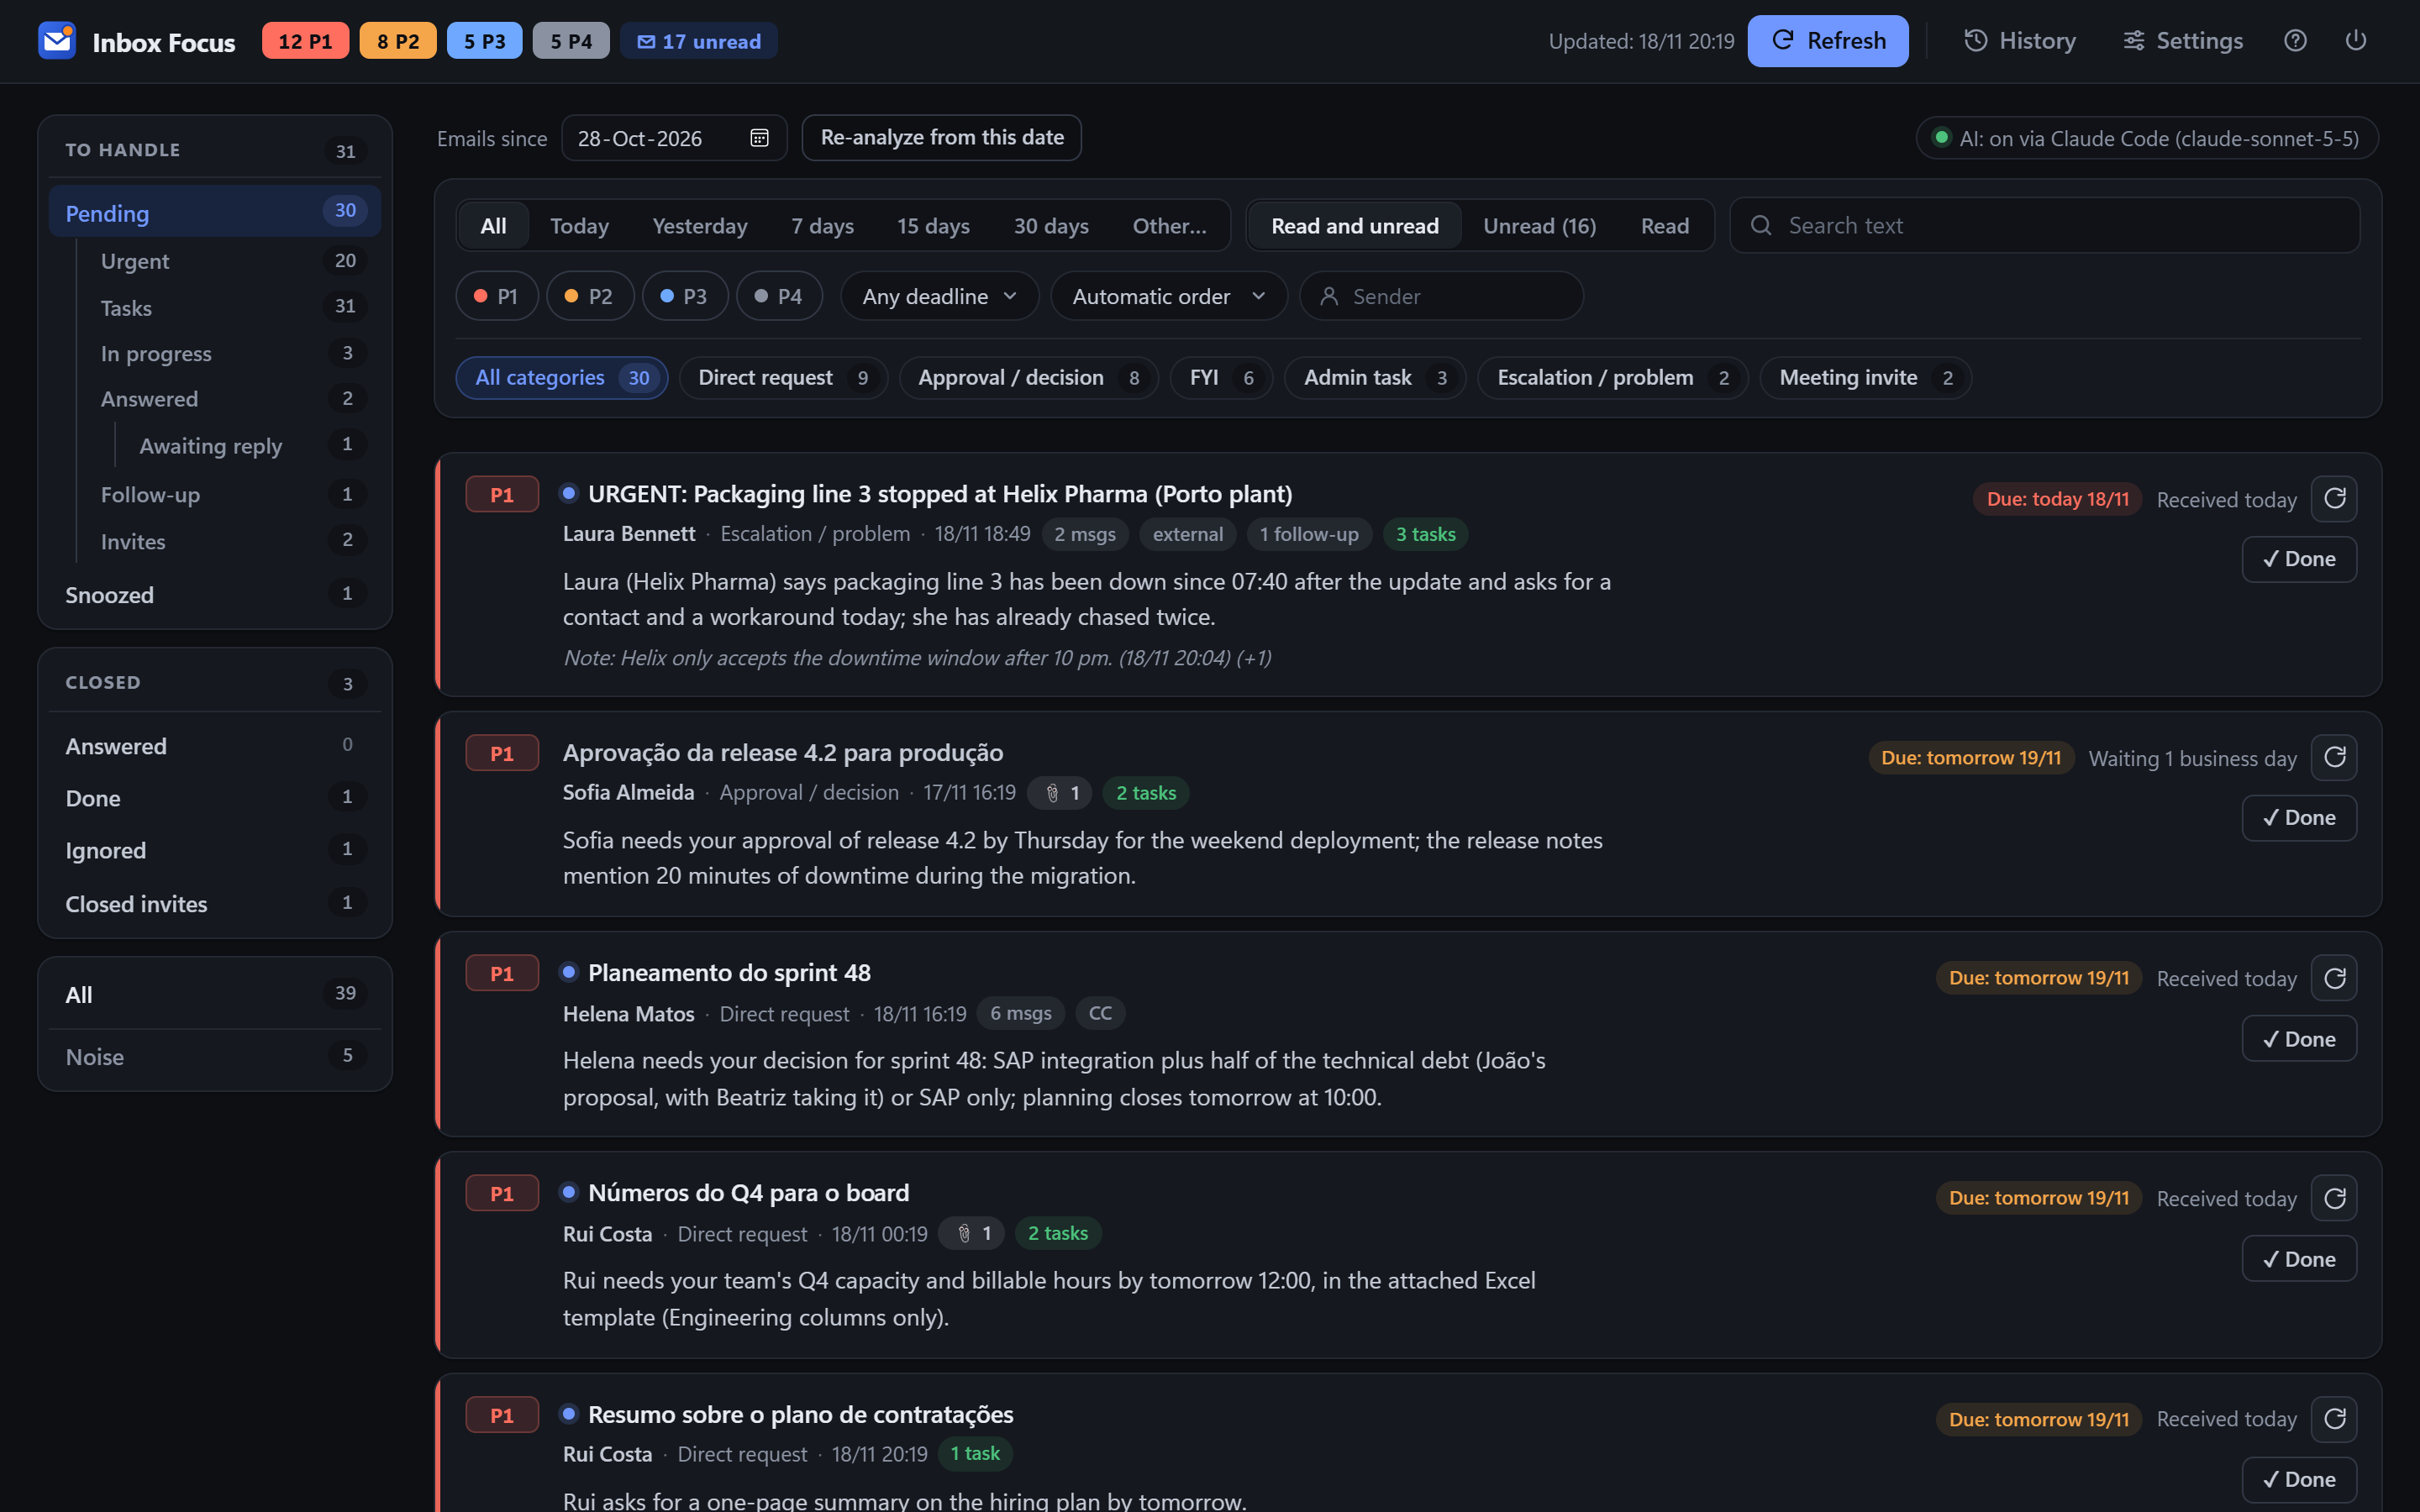 Inbox Focus 12 P1 8 P2 5 P3 5 P4 17 unread Updated: 18/11 20:19 Refresh History Settings
TO HANDLE 31
Pending 30
Urgent 20
Tasks 31
In progress 3
Answered 2
Awaiting reply 1
Follow-up 1
Invites 2
Snoozed 1
CLOSED 3
Answered 0
Done 1
Ignored 1
Closed invites 1
All 39
Noise 5
Emails since 28-Oct-2026 Re-analyze from this date AI: on via Claude Code (claude-sonnet-5-5)
All Today Yesterday 7 days 15 days 30 days Other... Read and unread Unread (16) Read Search text
P1 P2 P3 P4 Any deadline Automatic order Sender
All categories 30 Direct request 9 Approval / decision 8 FYI 6 Admin task 3 Escalation / problem 2 Meeting invite 2
P1 URGENT: Packaging line 3 stopped at Helix Pharma (Porto plant) Due: today 18/11 Received today
Laura Bennett · Escalation / problem · 18/11 18:49 2 msgs external 1 follow-up 3 tasks
✓ Done
Laura (Helix Pharma) says packaging line 3 has been down since 07:40 after the update and asks for a
contact and a workaround today; she has already chased twice.
Note: Helix only accepts the downtime window after 10 pm. (18/11 20:04) (+1)
P1 Aprovação da release 4.2 para produção Due: tomorrow 19/11 Waiting 1 business day
Sofia Almeida · Approval / decision · 17/11 16:19 1 2 tasks
✓ Done
Sofia needs your approval of release 4.2 by Thursday for the weekend deployment; the release notes
mention 20 minutes of downtime during the migration.
P1 Planeamento do sprint 48 Due: tomorrow 19/11 Received today
Helena Matos · Direct request · 18/11 16:19 6 msgs CC
✓ Done
Helena needs your decision for sprint 48: SAP integration plus half of the technical debt (João's
proposal, with Beatriz taking it) or SAP only; planning closes tomorrow at 10:00.
P1 Números do Q4 para o board Due: tomorrow 19/11 Received today
Rui Costa · Direct request · 18/11 00:19 1 2 tasks
✓ Done
Rui needs your team's Q4 capacity and billable hours by tomorrow 12:00, in the attached Excel
template (Engineering columns only).
P1 Resumo sobre o plano de contratações Due: tomorrow 19/11 Received today
Rui Costa · Direct request · 18/11 20:19 1 task
✓ Done
Rui asks for a one-page summary on the hiring plan by tomorrow.